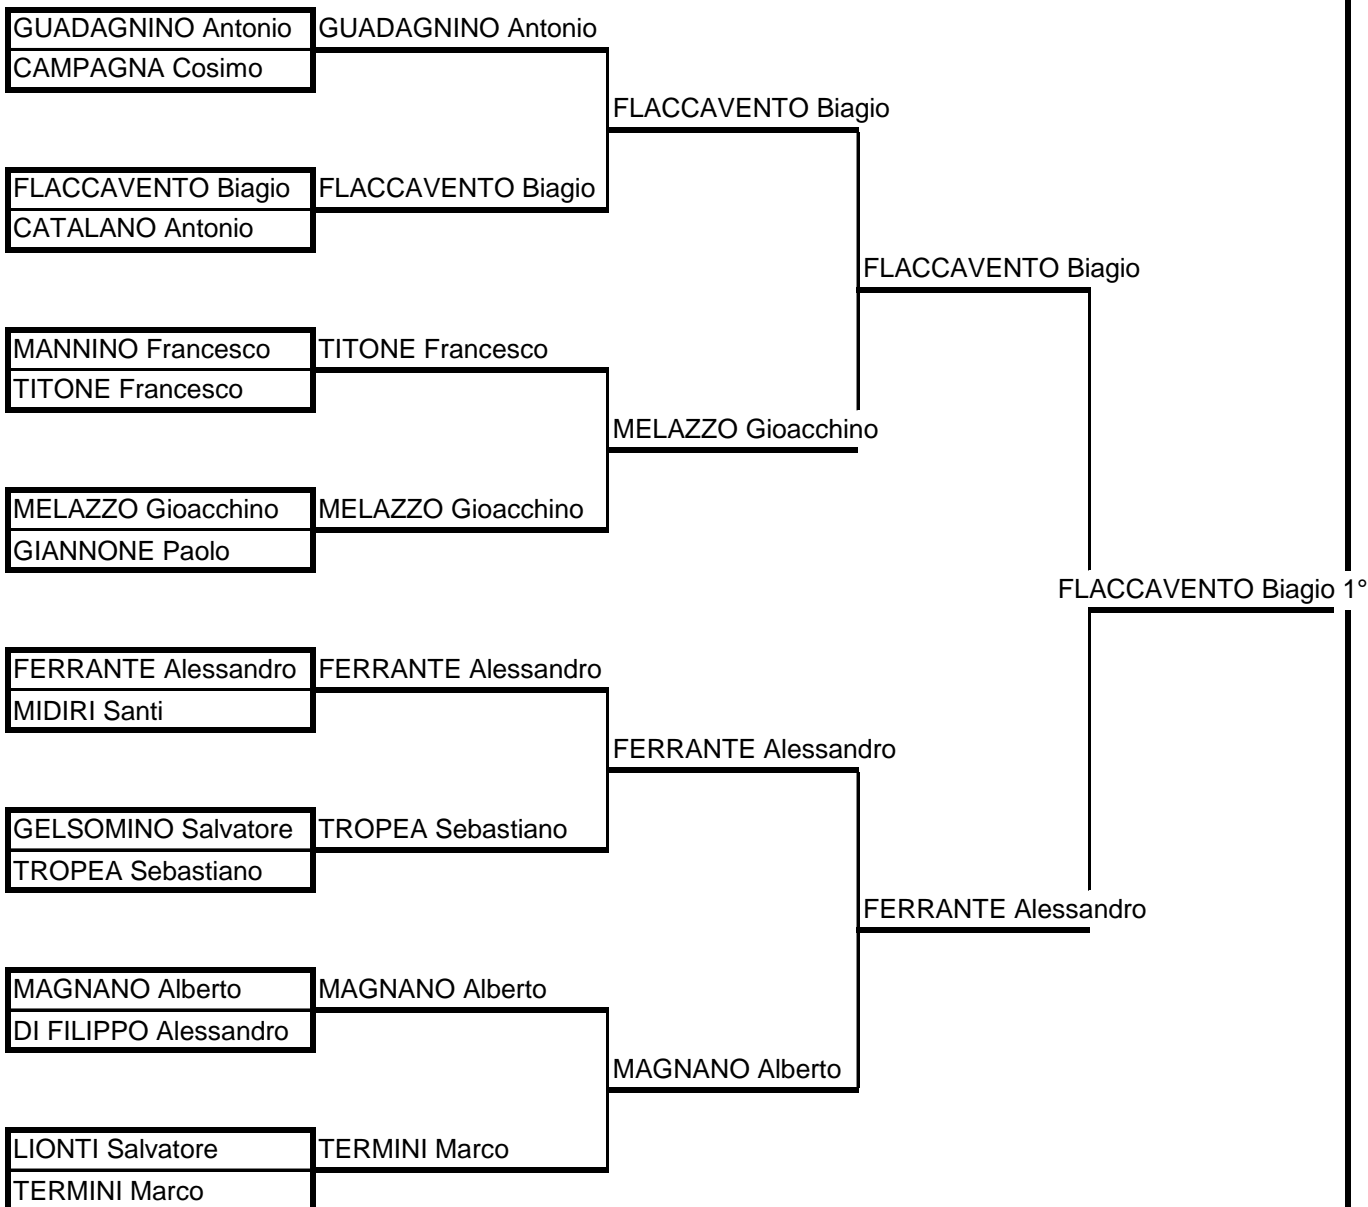 GUADAGNINO Antonio GUADAGNINO Antonio
CAMPAGNA Cosimo
FLACCAVENTO Biagio
FLACCAVENTO Biagio FLACCAVENTO Biagio
CATALANO Antonio
FLACCAVENTO Biagio
MANNINO Francesco TITONE Francesco
TITONE Francesco
MELAZZO Gioacchino
MELAZZO Gioacchino MELAZZO Gioacchino
GIANNONE Paolo
FLACCAVENTO Biagio 1°
FERRANTE Alessandro FERRANTE Alessandro
MIDIRI Santi
FERRANTE Alessandro
GELSOMINO Salvatore TROPEA Sebastiano
TROPEA Sebastiano
FERRANTE Alessandro
MAGNANO Alberto MAGNANO Alberto
DI FILIPPO Alessandro
MAGNANO Alberto
LIONTI Salvatore TERMINI Marco
TERMINI Marco